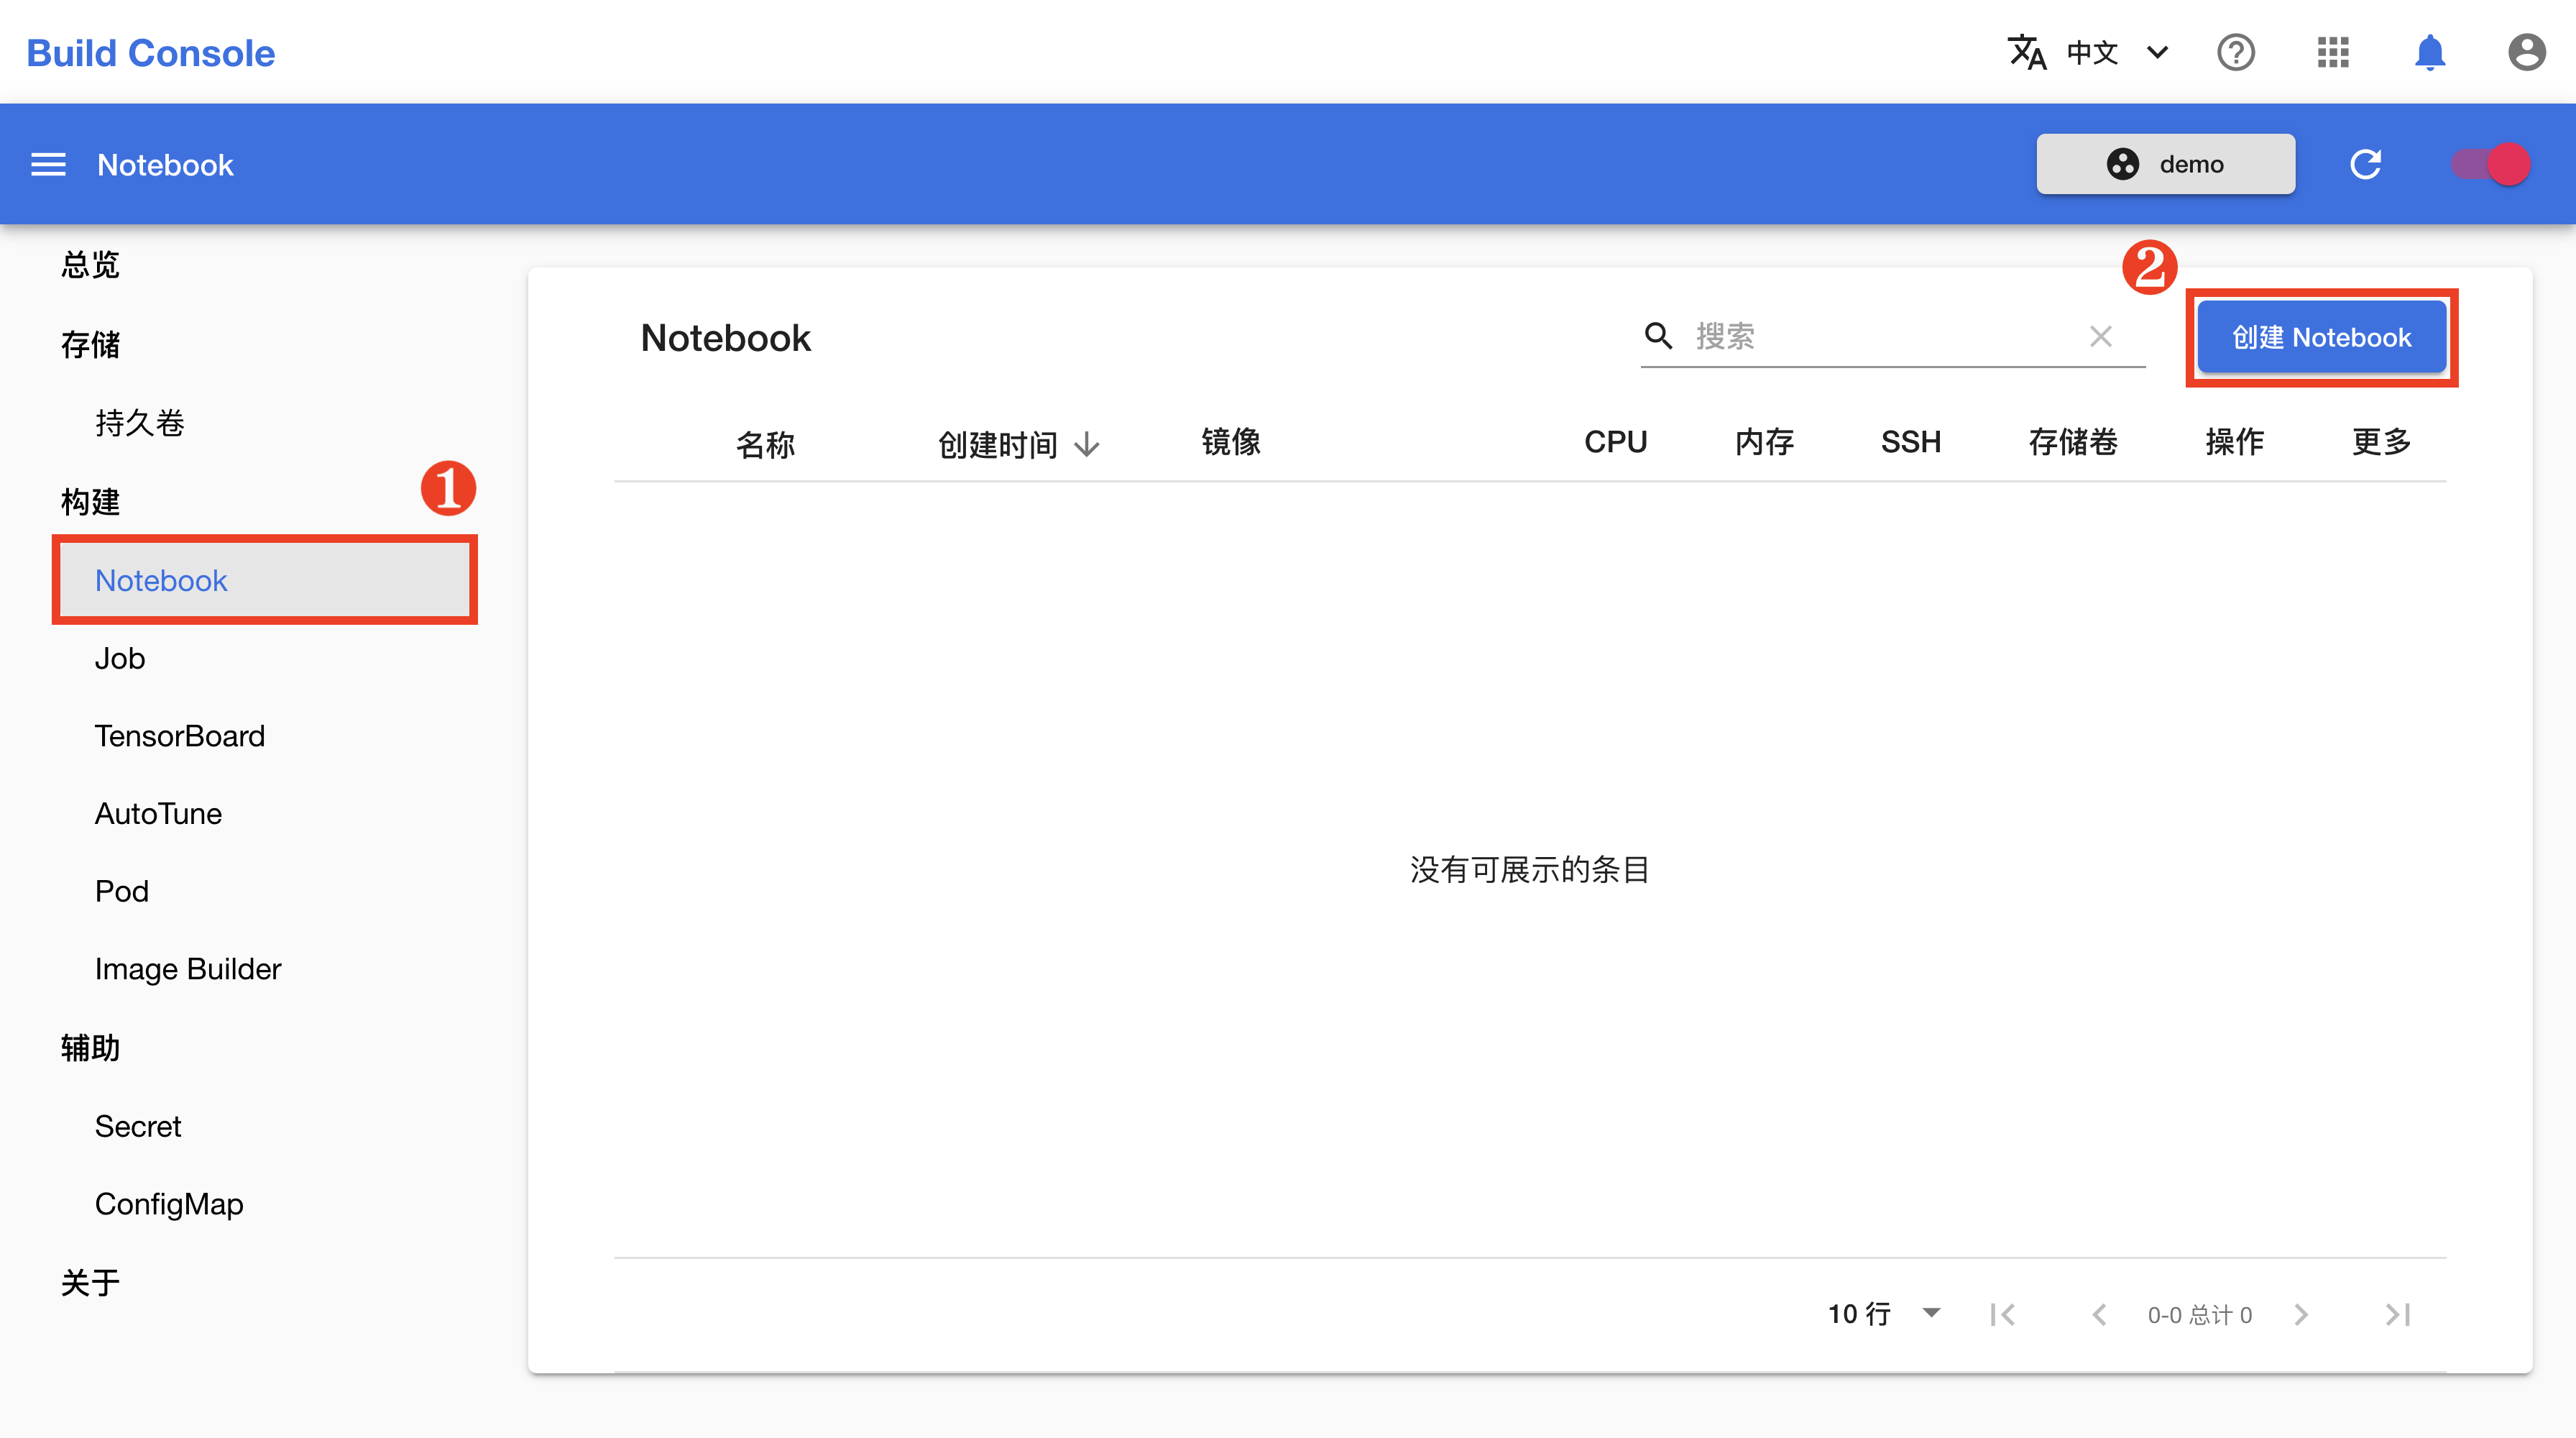 Build Console
中文
Notebook
demo
总览
存储
持久卷
构建
1
Notebook
Job
TensorBoard
AutoTune
Pod
Image Builder
辅助
Secret
ConfigMap
关于
2
Notebook
搜索
创建 Notebook
名称 创建时间 镜像 CPU 内存 SSH 存储卷 操作 更多
没有可展示的条目
10 行 0-0 总计 0